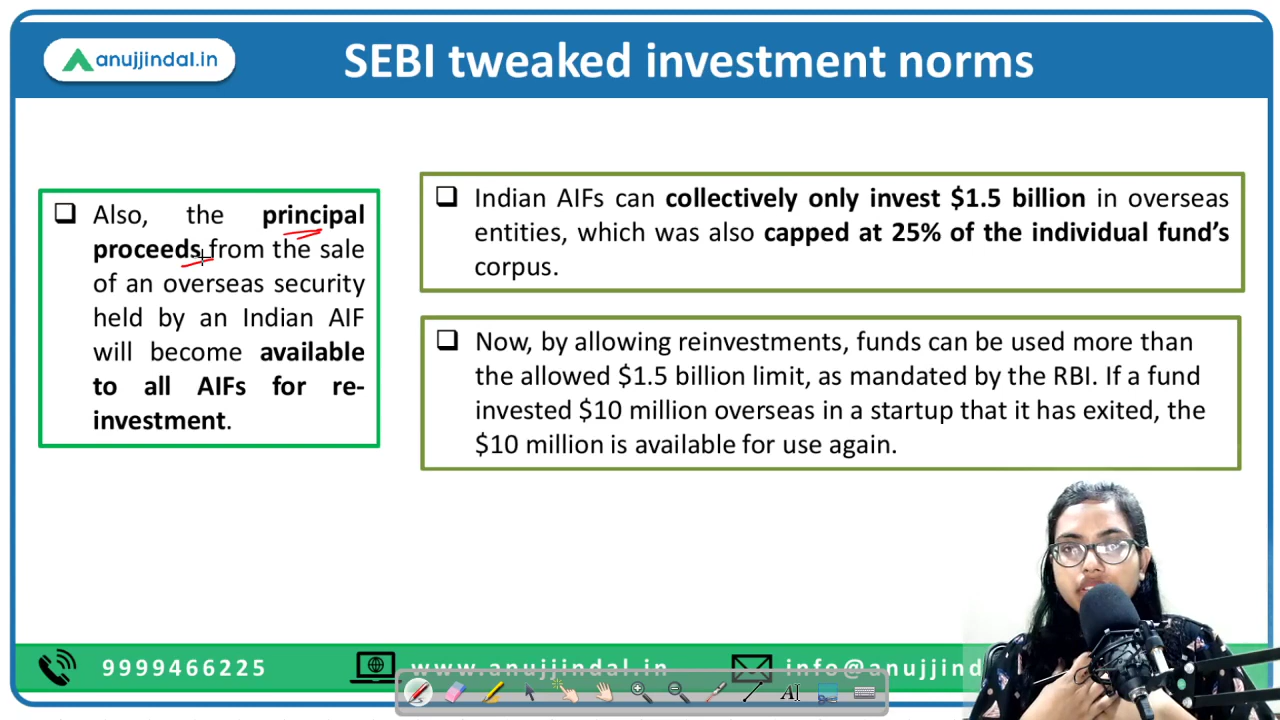 anujjindal.in
SEBI tweaked investment norms
❑ Also, the principal
proceeds from the sale
of an overseas security
held by an Indian AIF
will become available
to all AIFs for re-
investment.
❑ Indian AIFs can collectively only invest $1.5 billion in overseas
entities, which was also capped at 25% of the individual fund's
corpus.
❑ Now, by allowing reinvestments, funds can be used more than
the allowed $1.5 billion limit, as mandated by the RBI. If a fund
invested $10 million overseas in a startup that it has exited, the
$10 million is available for use again.
9999466225
www.anujjindal.in
info@anujjind
AI